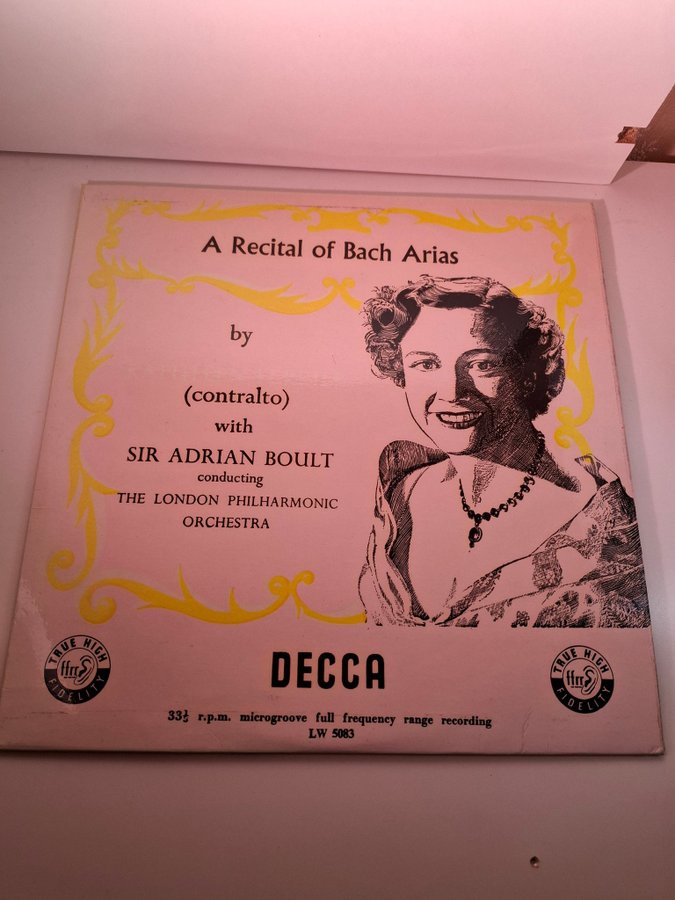 A Recital of Bach Arias
by
(contralto)
with
SIR ADRIAN BOULT
conducting
THE LONDON PHILHARMONIC
ORCHESTRA
TRUE HIGH
ffrr
FIDELITY
DECCA
TRUE HIGH
ffrr
FIDELITY
33⅓ r.p.m. microgroove full frequency range recording
LW 5083